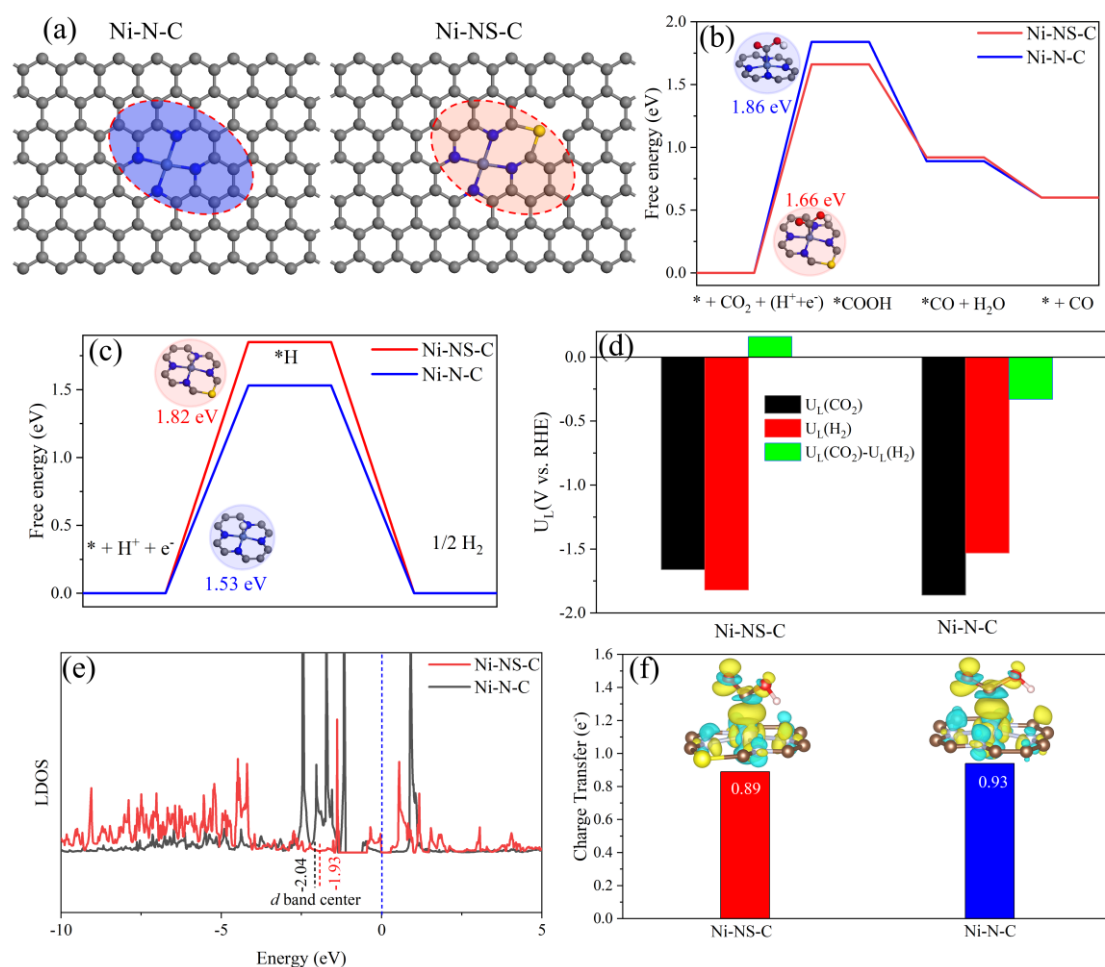 (a)
Ni-N-C
Ni-NS-C
(b)
Free energy (eV)
2.0
1.5
1.0
0.5
0.0
Ni-NS-C
Ni-N-C
1.86 eV
1.66 eV
* + CO₂ + (H⁺+e⁻)
*COOH
*CO + H₂O
* + CO
(c)
Free energy (eV)
1.5
1.0
0.5
0.0
*H
Ni-NS-C
Ni-N-C
1.82 eV
1.53 eV
* + H⁺ + e⁻
1/2 H₂
(d)
U_L(V vs. RHE)
0.0
-0.5
-1.0
-1.5
-2.0
U_L(CO₂)
U_L(H₂)
U_L(CO₂)-U_L(H₂)
Ni-NS-C
Ni-N-C
(e)
LDOS
Ni-NS-C
Ni-N-C
-2.04
-1.93
d band center
-10
-5
0
5
Energy (eV)
(f)
Charge Transfer (e⁻)
1.6
1.4
1.2
1.0
0.8
0.6
0.4
0.2
0.0
0.89
0.93
Ni-NS-C
Ni-N-C